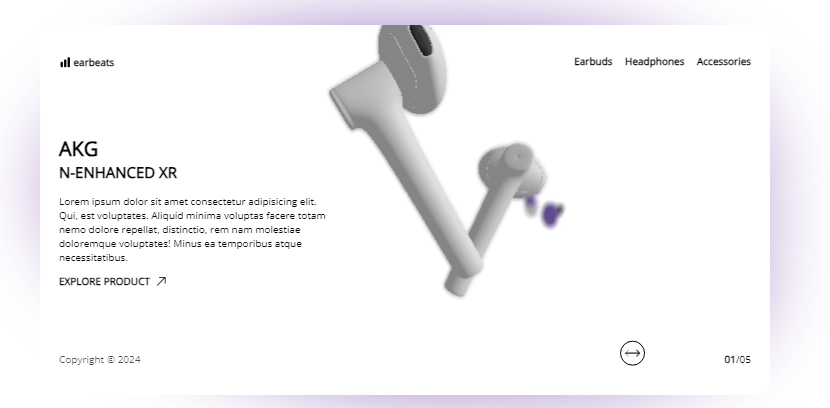 earbeats
Earbuds Headphones Accessories
AKG
N-ENHANCED XR
Lorem ipsum dolor sit amet consectetur adipisicing elit.
Qui, est voluptates. Aliquid minima voluptas facere totam
nemo dolore repellat, distinctio, rem nam molestiae
doloremque voluptates! Minus ea temporibus atque
necessitatibus.
EXPLORE PRODUCT
Copyright © 2024
01/05